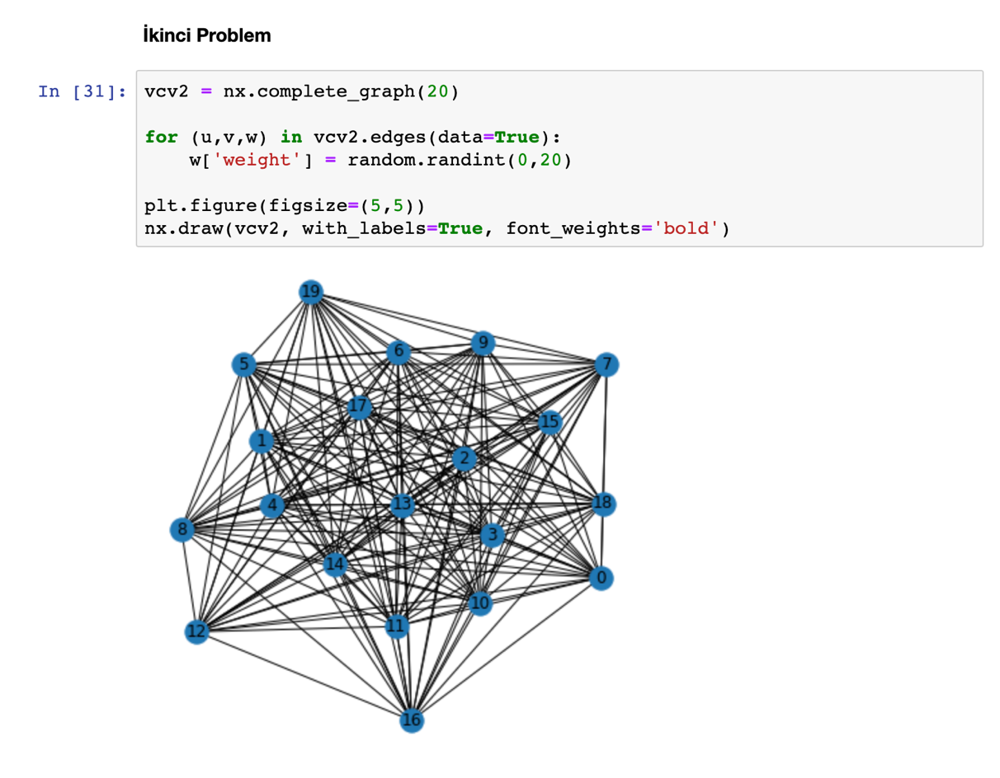 İkinci Problem
In [31]:
vcv2 = nx.complete_graph(20)
for (u,v,w) in vcv2.edges(data=True):
    w['weight'] = random.randint(0,20)
plt.figure(figsize=(5,5))
nx.draw(vcv2, with_labels=True, font_weights='bold')
19
9
6
5
7
17
15
1
2
4
13
18
8
3
14
0
10
11
12
16